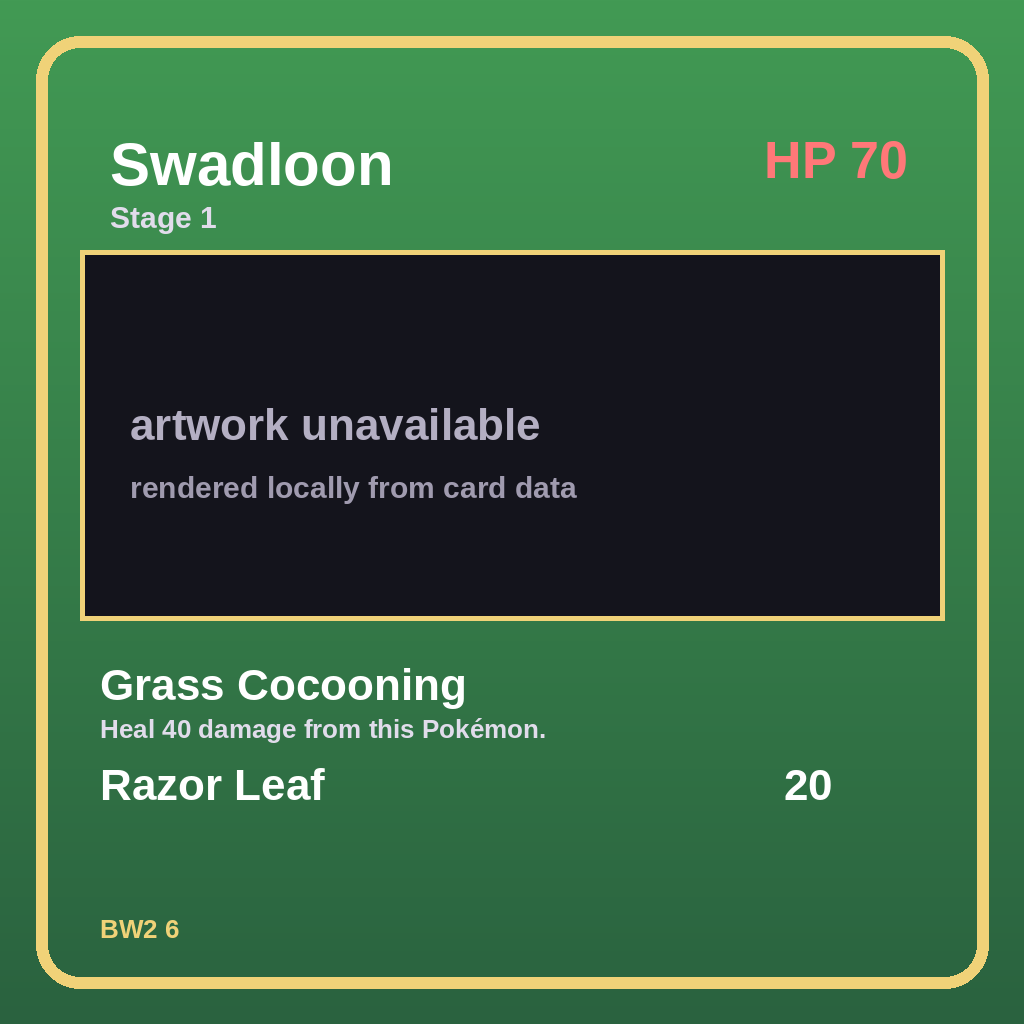 Swadloon
HP 70
Stage 1
artwork unavailable
rendered locally from card data
Grass Cocooning
Heal 40 damage from this Pokémon.
Razor Leaf
20
BW2 6